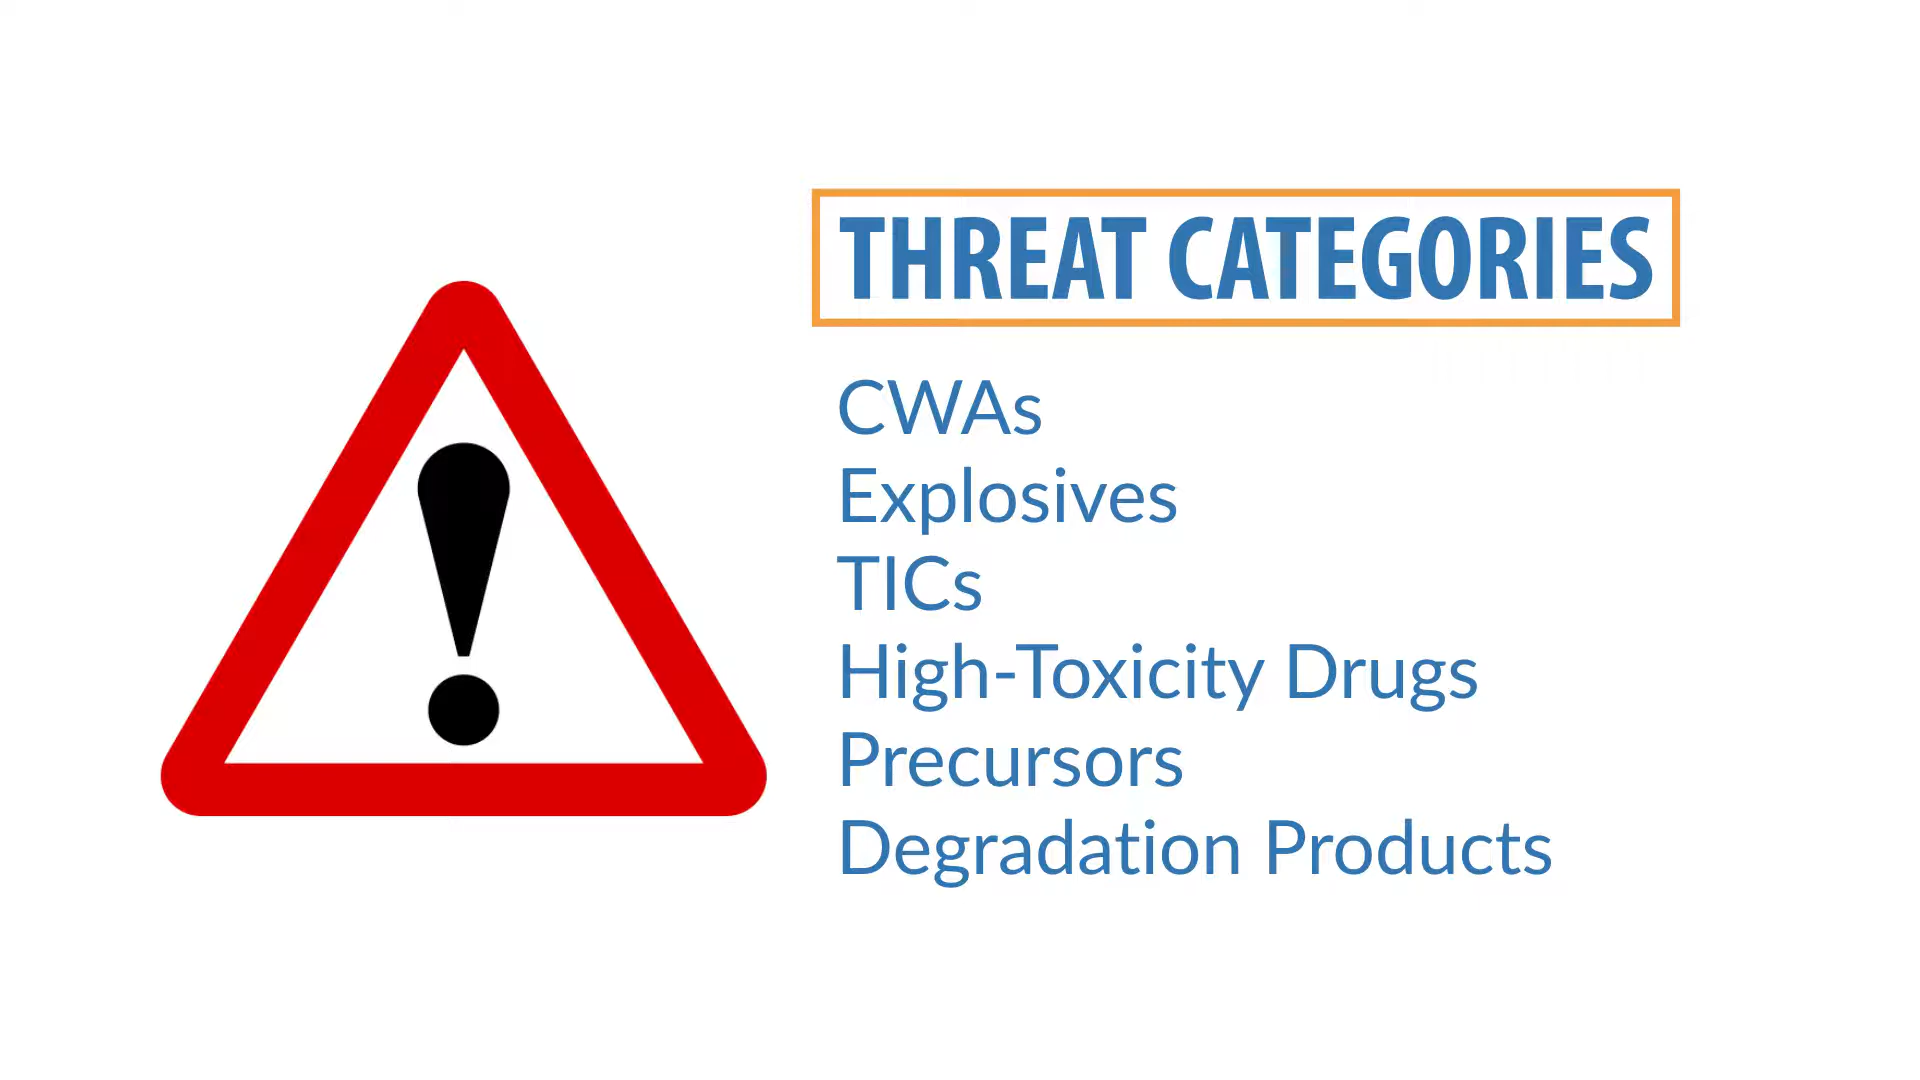 THREAT CATEGORIES
CWAs
Explosives
TICs
High-Toxicity Drugs
Precursors
Degradation Products